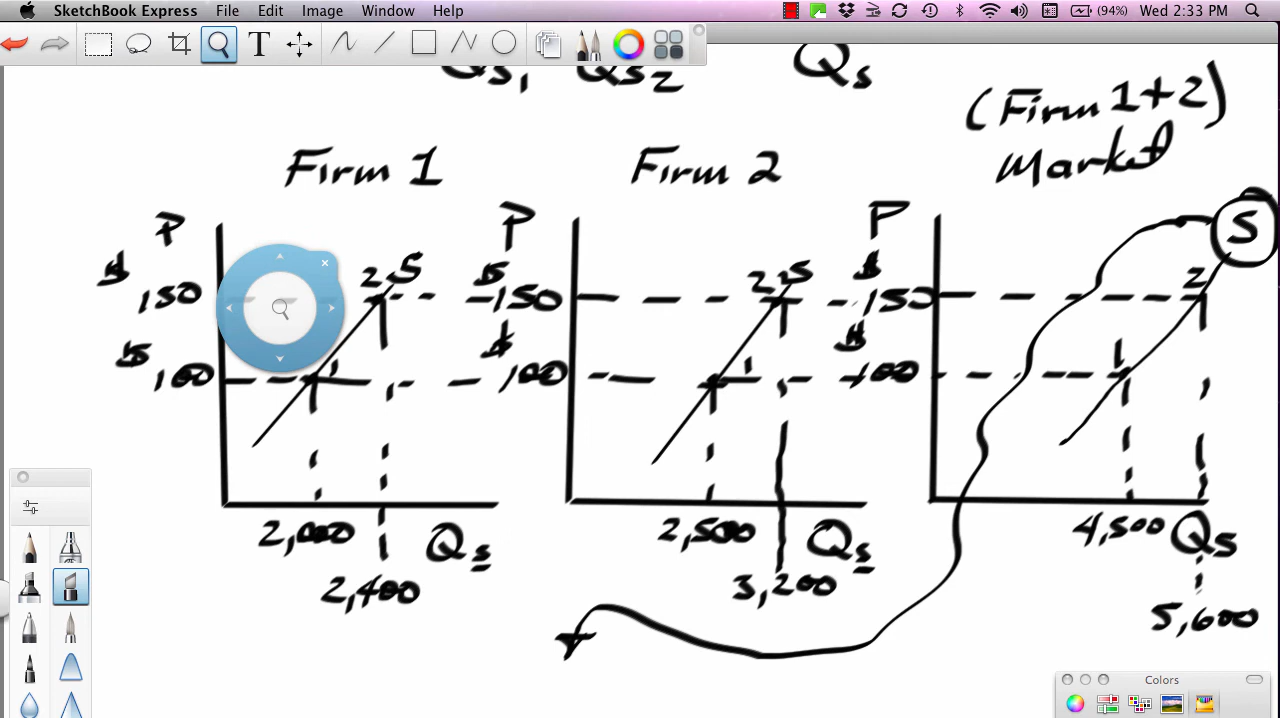 SketchBook Express File Edit Image Window Help (94%) Wed 2:33 PM
T
Qs1 Qs2 Qs
(Firm 1+2)
Firm 1 Firm 2 Market
P P P S
2 S 2 S 2
$150 $150 $150
$100 $100 $100
1 1 1
2,000 Qs 2,500 Qs 4,500 Qs
2,400 3,200 5,600
Colors